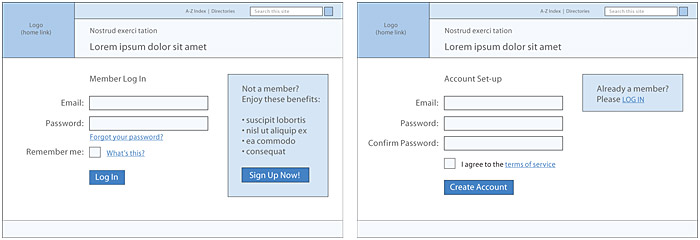 Logo
(home link)
A-Z Index | Directories
Search this site
Nostrud exerci tation
Lorem ipsum dolor sit amet
Member Log In
Email:
Password:
Forgot your password?
Remember me:
What's this?
Log In
Not a member?
Enjoy these benefits:
• suscipit lobortis
• nisl ut aliquip ex
• ea commodo
• consequat
Sign Up Now!
Logo
(home link)
A-Z Index | Directories
Search this site
Nostrud exerci tation
Lorem ipsum dolor sit amet
Account Set-up
Email:
Password:
Confirm Password:
I agree to the terms of service
Create Account
Already a member?
Please LOG IN